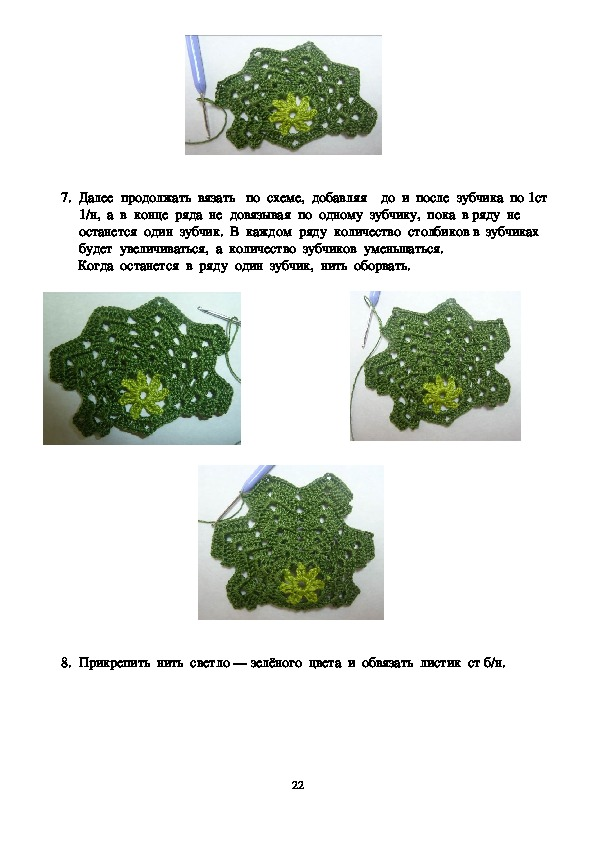 7. Далее продолжать вязать по схеме, добавляя до и после зубчика по 1ст
1/н, а в конце ряда не довязывая по одному зубчику, пока в ряду не
останется один зубчик. В каждом ряду количество столбиков в зубчиках
будет увеличиваться, а количество зубчиков уменьшаться.
Когда останется в ряду один зубчик, нить оборвать.
8. Прикрепить нить светло — зелёного цвета и обвязать листик ст б/н.
22